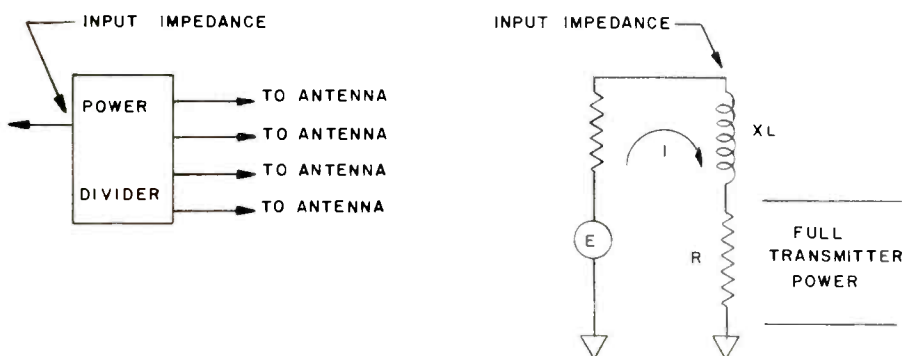 INPUT IMPEDANCE
POWER
DIVIDER
TO ANTENNA
TO ANTENNA
TO ANTENNA
TO ANTENNA
INPUT IMPEDANCE
XL
I
E
R
FULL
TRANSMITTER
POWER